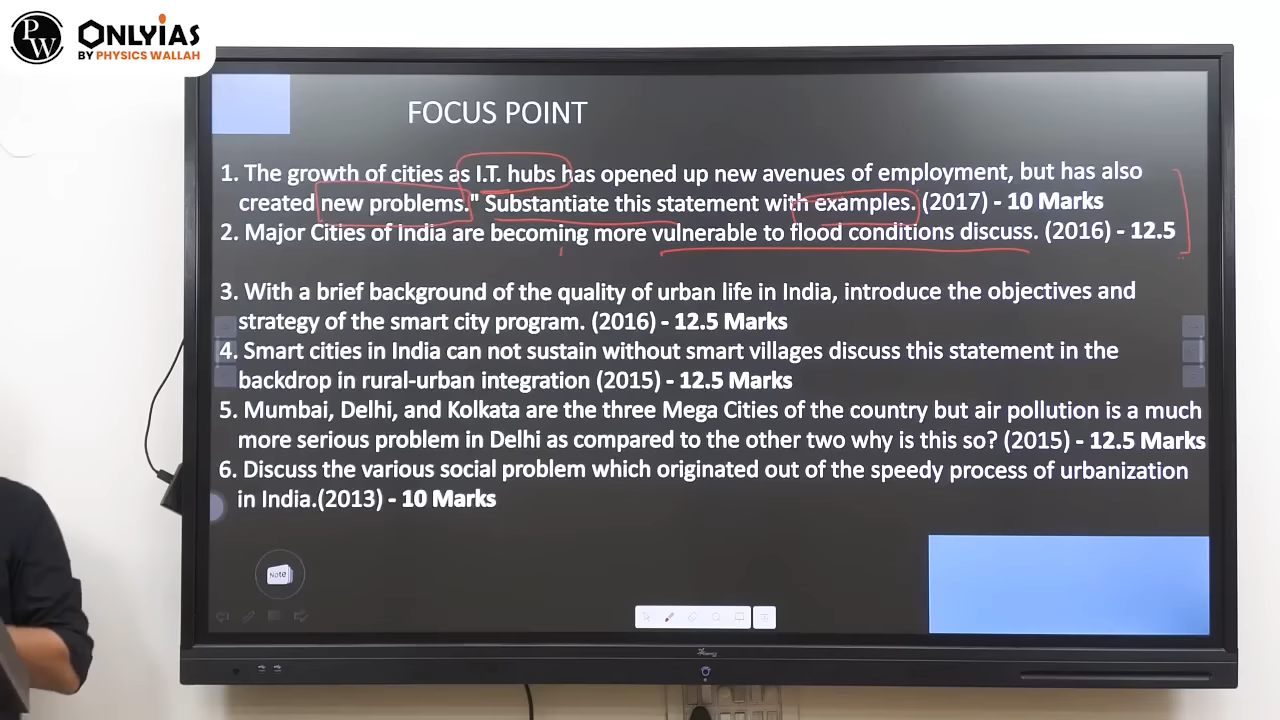 PW
ONLYIAS
BY PHYSICS WALLAH
FOCUS POINT
1. The growth of cities as I.T. hubs has opened up new avenues of employment, but has also
created new problems." Substantiate this statement with examples. (2017) - 10 Marks
2. Major Cities of India are becoming more vulnerable to flood conditions discuss. (2016) - 12.5
3. With a brief background of the quality of urban life in India, introduce the objectives and
strategy of the smart city program. (2016) - 12.5 Marks
4. Smart cities in India can not sustain without smart villages discuss this statement in the
backdrop in rural-urban integration (2015) - 12.5 Marks
5. Mumbai, Delhi, and Kolkata are the three Mega Cities of the country but air pollution is a much
more serious problem in Delhi as compared to the other two why is this so? (2015) - 12.5 Marks
6. Discuss the various social problem which originated out of the speedy process of urbanization
in India.(2013) - 10 Marks
Note